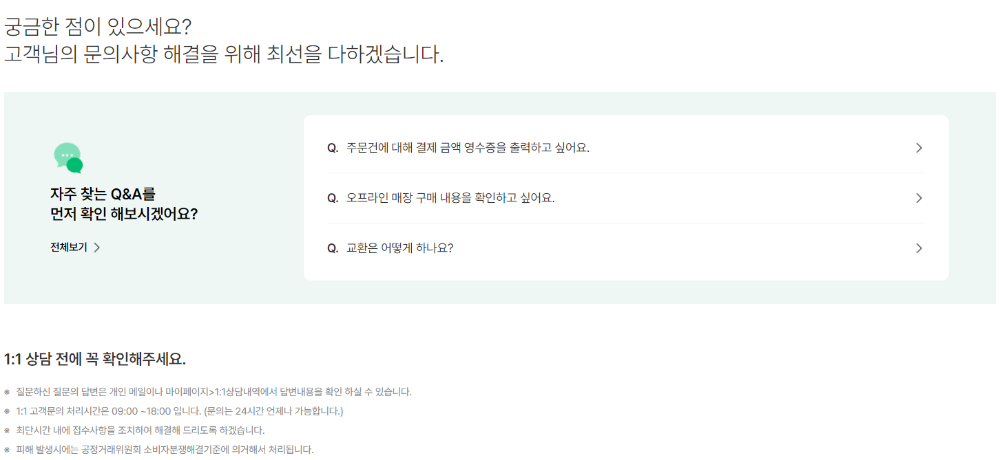 궁금한 점이 있으세요?
고객님의 문의사항 해결을 위해 최선을 다하겠습니다.
자주 찾는 Q&A를
먼저 확인 해보시겠어요?
전체보기
Q. 주문건에 대해 결제 금액 영수증을 출력하고 싶어요.
Q. 오프라인 매장 구매 내용을 확인하고 싶어요.
Q. 교환은 어떻게 하나요?
1:1 상담 전에 꼭 확인해주세요.
※ 질문하신 질문의 답변은 개인 메일이나 마이페이지>1:1상담내역에서 답변내용을 확인 하실 수 있습니다.
※ 1:1 고객문의 처리시간은 09:00 ~18:00 입니다. (문의는 24시간 언제나 가능합니다.)
※ 최단시간 내에 접수사항을 조치하여 해결해 드리도록 하겠습니다.
※ 피해 발생시에는 공정거래위원회 소비자분쟁해결기준에 의거해서 처리됩니다.